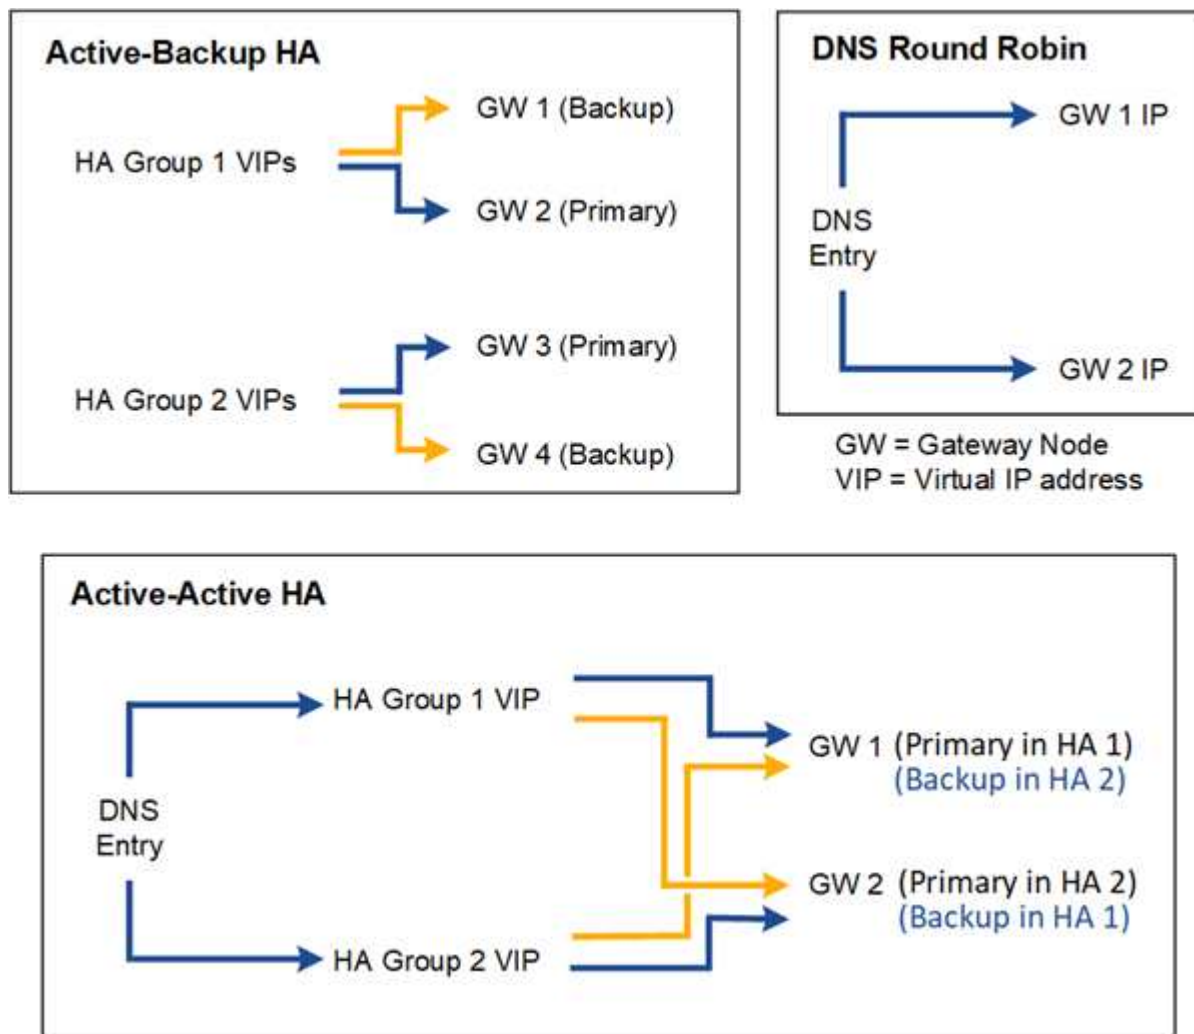 Active-Backup HA
HA Group 1 VIPs
GW 1 (Backup)
GW 2 (Primary)
HA Group 2 VIPs
GW 3 (Primary)
GW 4 (Backup)
DNS Round Robin
GW 1 IP
DNS
Entry
GW 2 IP
GW = Gateway Node
VIP = Virtual IP address
Active-Active HA
DNS
Entry
HA Group 1 VIP
HA Group 2 VIP
GW 1 (Primary in HA 1)
(Backup in HA 2)
GW 2 (Primary in HA 2)
(Backup in HA 1)